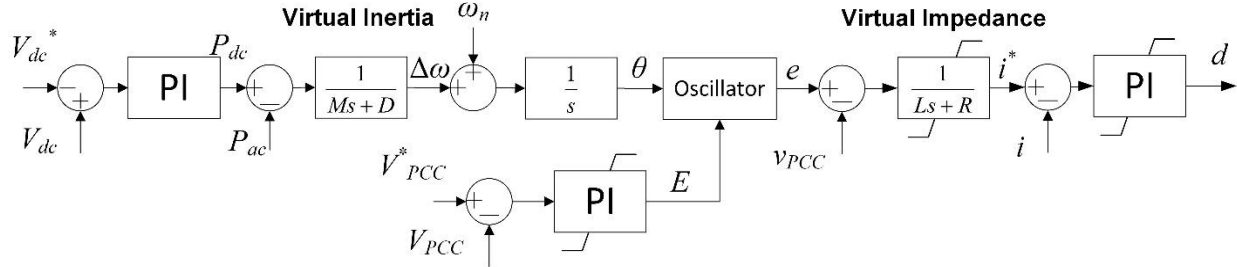 Virtual Inertia
ωn
Virtual Impedance
Vdc*
Pdc
PI
1
Ms + D
Δω
1
s
θ
Oscillator
e
1
Ls + R
i*
PI
d
Vdc
Pac
V*PCC
PI
E
vPCC
i
VPCC